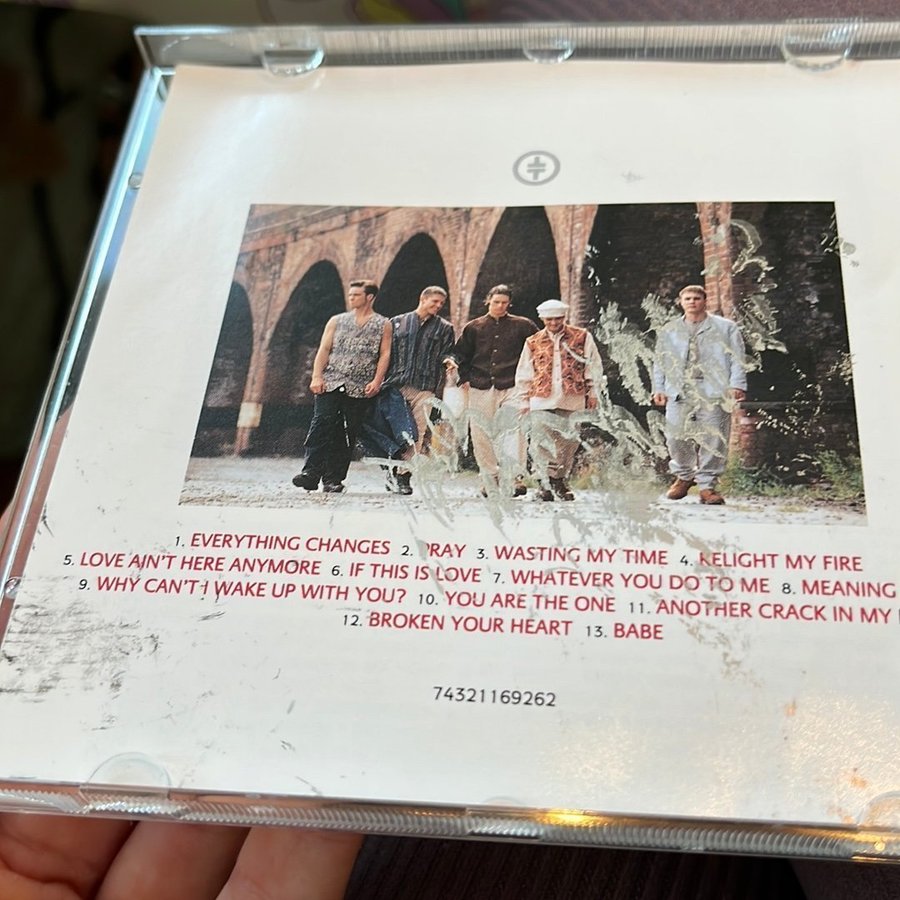 1. EVERYTHING CHANGES 2. PRAY 3. WASTING MY TIME 4. RELIGHT MY FIRE
5. LOVE AIN'T HERE ANYMORE 6. IF THIS IS LOVE 7. WHATEVER YOU DO TO ME 8. MEANING
9. WHY CAN'T I WAKE UP WITH YOU? 10. YOU ARE THE ONE 11. ANOTHER CRACK IN MY
12. BROKEN YOUR HEART 13. BABE
74321169262